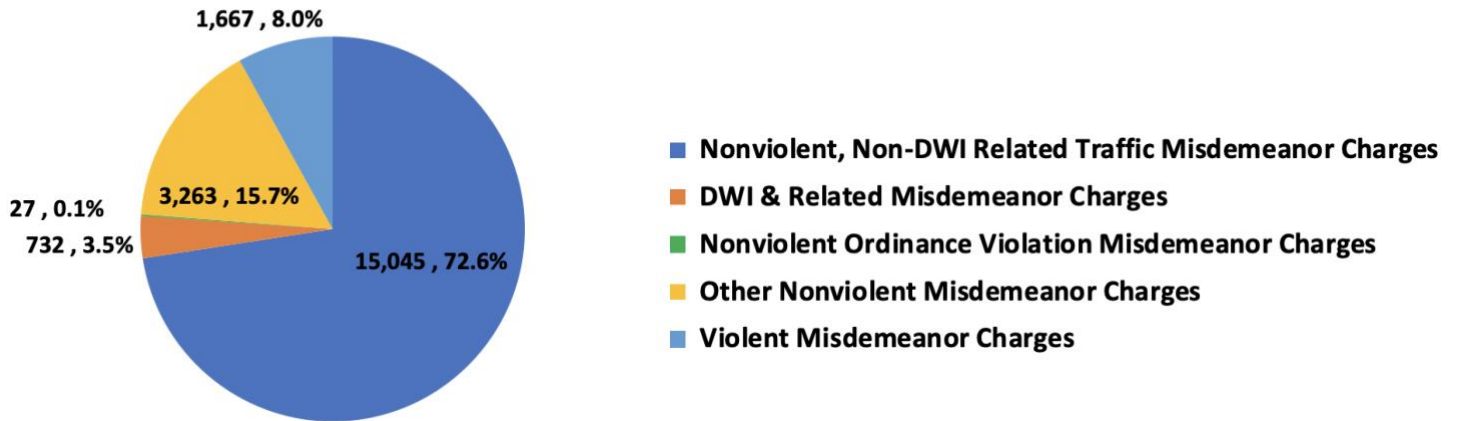 1,667 , 8.0%
3,263 , 15.7%
27 , 0.1%
732 , 3.5%
15,045 , 72.6%
Nonviolent, Non-DWI Related Traffic Misdemeanor Charges
DWI & Related Misdemeanor Charges
Nonviolent Ordinance Violation Misdemeanor Charges
Other Nonviolent Misdemeanor Charges
Violent Misdemeanor Charges